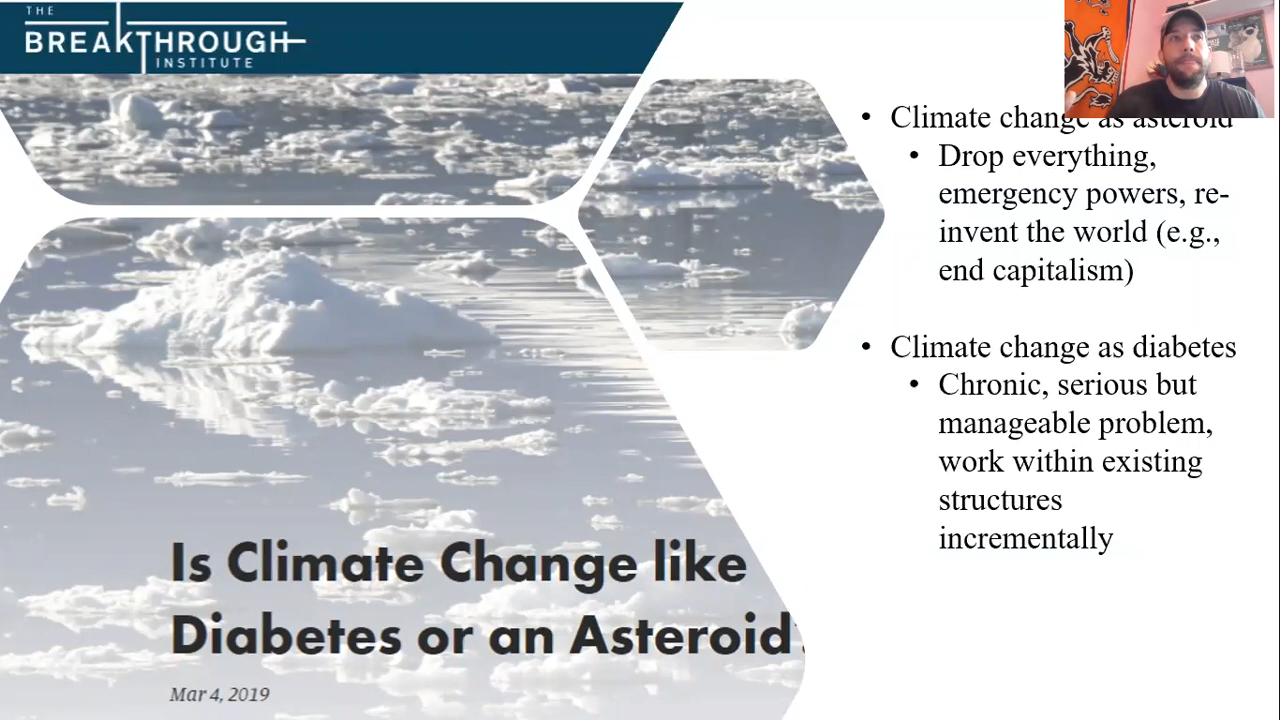 THE
BREAKTHROUGH
INSTITUTE
Is Climate Change like
Diabetes or an Asteroid?
Mar 4, 2019
• Climate change as asteroid
• Drop everything,
emergency powers, re-
invent the world (e.g.,
end capitalism)
• Climate change as diabetes
• Chronic, serious but
manageable problem,
work within existing
structures
incrementally